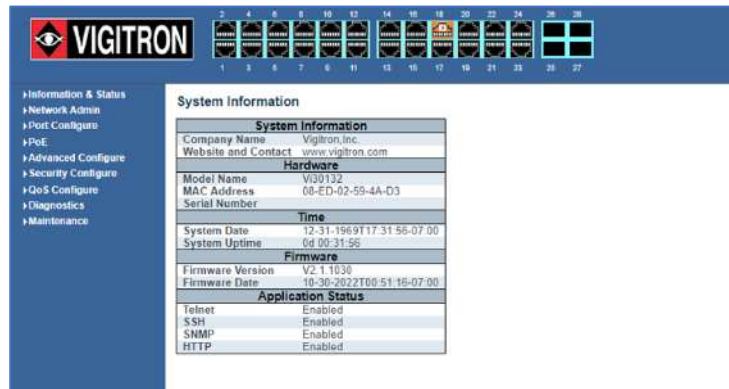 2 4 6 8 10 12 14 16 18 20 22 24 26 28
VIGITRON
1 3 5 7 9 11 13 15 17 19 21 23 25 27
Information & Status
Network Admin
Port Configure
PoE
Advanced Configure
Security Configure
QoS Configure
Diagnostics
Maintenance
System Information
System Information
Company Name Vigitron,Inc.
Website and Contact www.vigitron.com
Hardware
Model Name Vi30132
MAC Address 08-ED-02-59-4A-D3
Serial Number
Time
System Date 12-31-1969T17:31:56-07:00
System Uptime 0d 00:31:56
Firmware
Firmware Version V2.1.1030
Firmware Date 10-30-2022T00:51:16-07:00
Application Status
Telnet Enabled
SSH Enabled
SNMP Enabled
HTTP Enabled